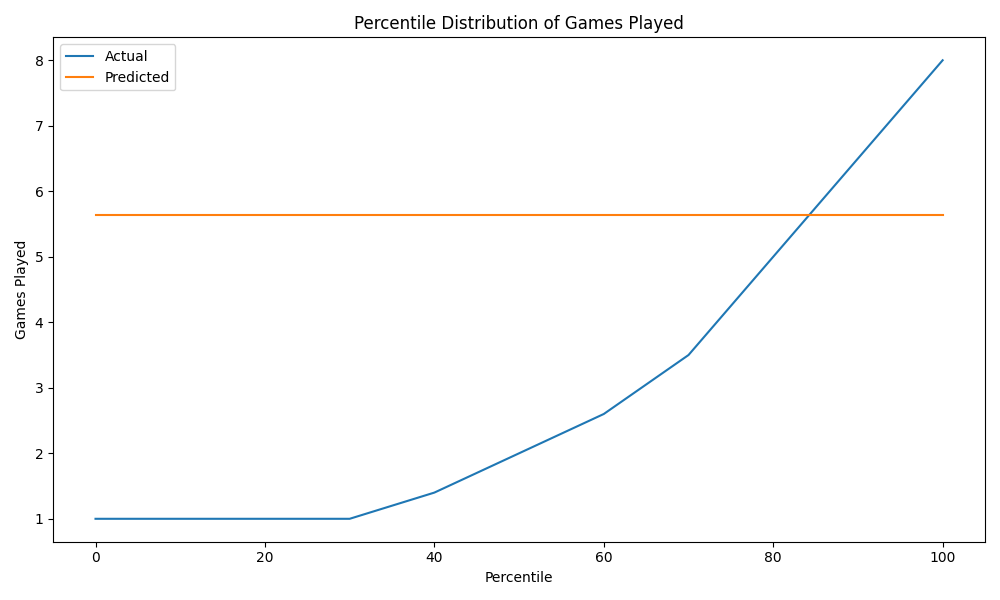 Percentile Distribution of Games Played
Actual
Predicted
8
7
6
5
4
3
2
1
Games Played
0 20 40 60 80 100
Percentile